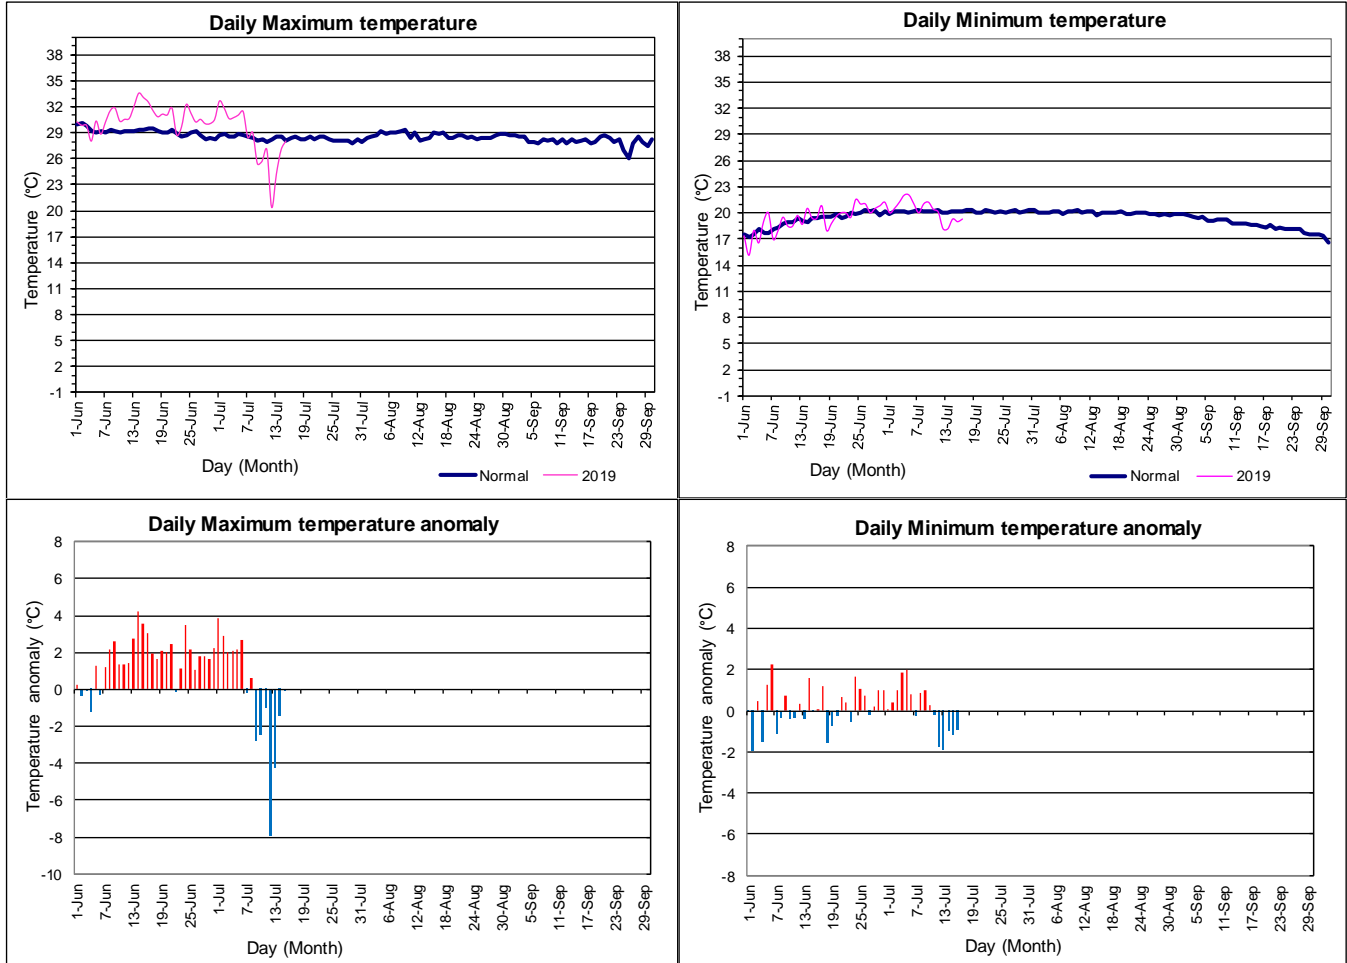 Daily Maximum temperature
Temperature (°C)
38
35
32
29
26
23
20
17
14
11
8
5
2
-1
1-Jun
7-Jun
13-Jun
19-Jun
25-Jun
1-Jul
7-Jul
13-Jul
19-Jul
25-Jul
31-Jul
6-Aug
12-Aug
18-Aug
24-Aug
30-Aug
5-Sep
11-Sep
17-Sep
23-Sep
29-Sep
Day (Month)
Normal
2019
Daily Minimum temperature
Temperature (°C)
38
35
32
29
26
23
20
17
14
11
8
5
2
-1
1-Jun
7-Jun
13-Jun
19-Jun
25-Jun
1-Jul
7-Jul
13-Jul
19-Jul
25-Jul
31-Jul
6-Aug
12-Aug
18-Aug
24-Aug
30-Aug
5-Sep
11-Sep
17-Sep
23-Sep
29-Sep
Day (Month)
Normal
2019
Daily Maximum temperature anomaly
Temperature anomaly (°C)
8
6
4
2
0
-2
-4
-6
-8
-10
1-Jun
7-Jun
13-Jun
19-Jun
25-Jun
1-Jul
7-Jul
13-Jul
19-Jul
25-Jul
31-Jul
6-Aug
12-Aug
18-Aug
24-Aug
30-Aug
5-Sep
11-Sep
17-Sep
23-Sep
29-Sep
Day (Month)
Daily Minimum temperature anomaly
Temperature anomaly (°C)
8
6
4
2
0
-2
-4
-6
-8
1-Jun
7-Jun
13-Jun
19-Jun
25-Jun
1-Jul
7-Jul
13-Jul
19-Jul
25-Jul
31-Jul
6-Aug
12-Aug
18-Aug
24-Aug
30-Aug
5-Sep
11-Sep
17-Sep
23-Sep
29-Sep
Day (Month)